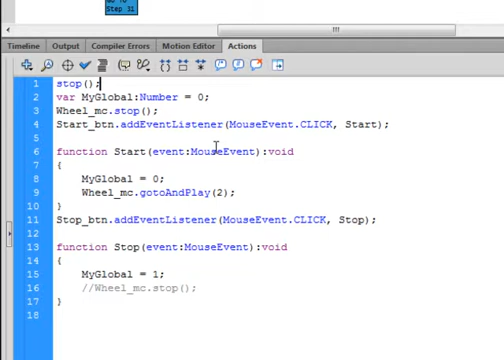 Go To
Step 31
Timeline Output Compiler Errors Motion Editor Actions
1 stop();
2 var MyGlobal:Number = 0;
3 Wheel_mc.stop();
4 Start_btn.addEventListener(MouseEvent.CLICK, Start);
5
6 function Start(event:MouseEvent):void
7 {
8 MyGlobal = 0;
9 Wheel_mc.gotoAndPlay(2);
10 }
11 Stop_btn.addEventListener(MouseEvent.CLICK, Stop);
12
13 function Stop(event:MouseEvent):void
14 {
15 MyGlobal = 1;
16 //Wheel_mc.stop();
17 }
18